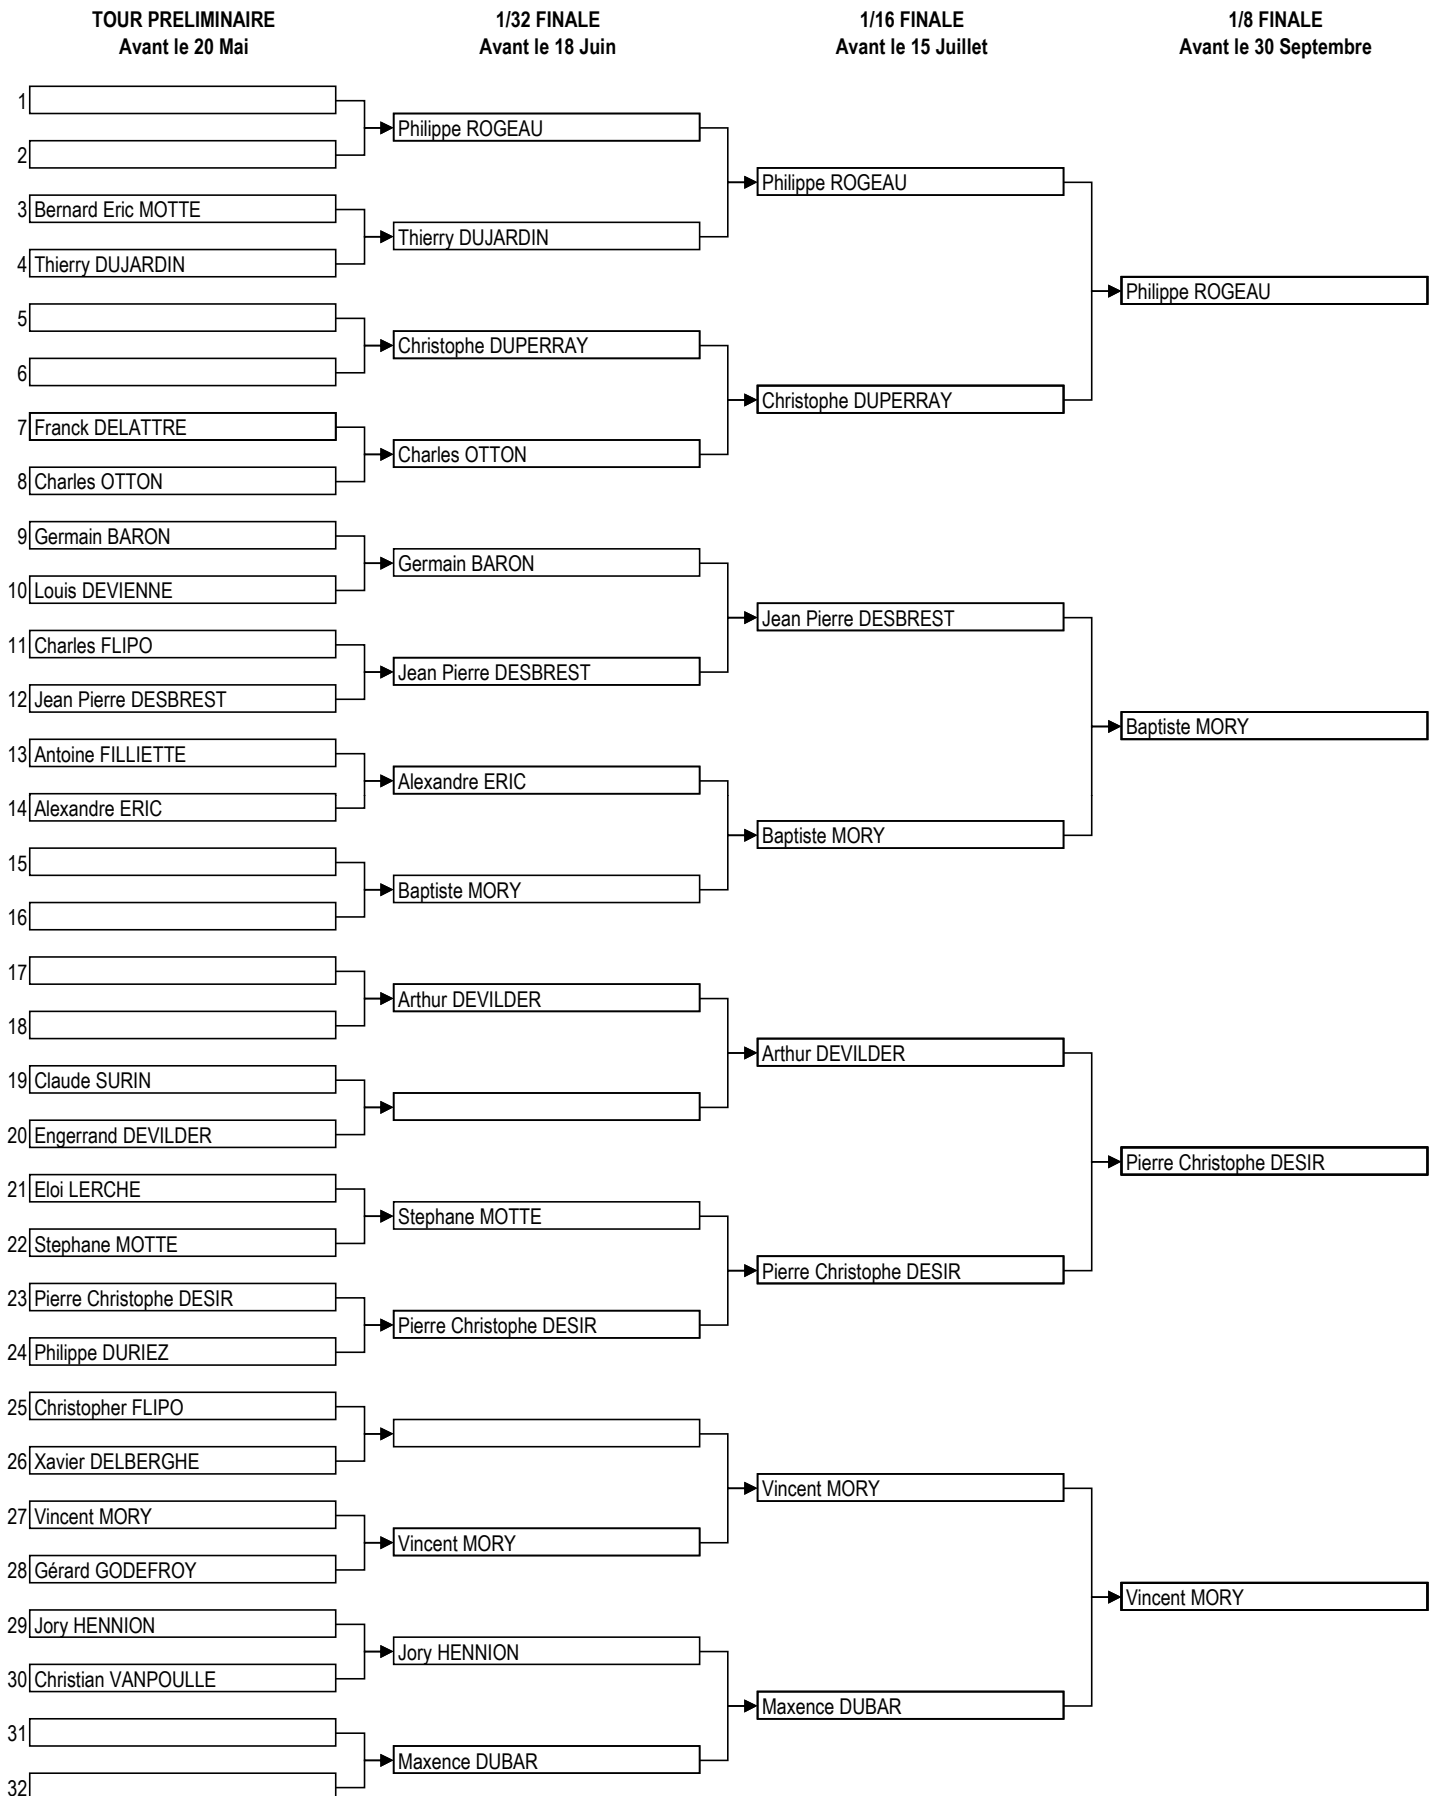 TOUR PRELIMINAIRE
Avant le 20 Mai
1/32 FINALE
Avant le 18 Juin
1/16 FINALE
Avant le 15 Juillet
1/8 FINALE
Avant le 30 Septembre
1
2
3 Bernard Eric MOTTE
4 Thierry DUJARDIN
5
6
7 Franck DELATTRE
8 Charles OTTON
9 Germain BARON
10 Louis DEVIENNE
11 Charles FLIPO
12 Jean Pierre DESBREST
13 Antoine FILLIETTE
14 Alexandre ERIC
15
16
17
18
19 Claude SURIN
20 Engerrand DEVILDER
21 Eloi LERCHE
22 Stephane MOTTE
23 Pierre Christophe DESIR
24 Philippe DURIEZ
25 Christopher FLIPO
26 Xavier DELBERGHE
27 Vincent MORY
28 Gérard GODEFROY
29 Jory HENNION
30 Christian VANPOULLE
31
32
Philippe ROGEAU
Thierry DUJARDIN
Christophe DUPERRAY
Charles OTTON
Germain BARON
Jean Pierre DESBREST
Alexandre ERIC
Baptiste MORY
Arthur DEVILDER
Stephane MOTTE
Pierre Christophe DESIR
Vincent MORY
Jory HENNION
Maxence DUBAR
Philippe ROGEAU
Christophe DUPERRAY
Jean Pierre DESBREST
Baptiste MORY
Arthur DEVILDER
Pierre Christophe DESIR
Vincent MORY
Maxence DUBAR
Philippe ROGEAU
Baptiste MORY
Pierre Christophe DESIR
Vincent MORY